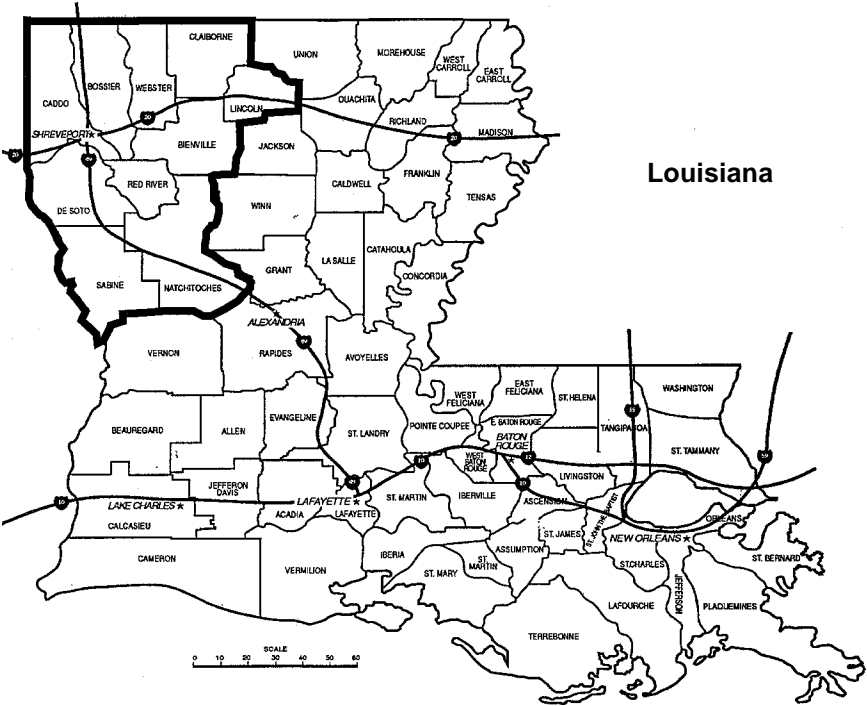 CLAIBORNE
UNION
MOREHOUSE
WEST
CARROLL
EAST
CARROLL
BOSSIER
WEBSTER
CADDO
LINCOLN
OUACHITA
RICHLAND
MADISON
SHREVEPORT
20
20
BIENVILLE
JACKSON
Louisiana
RED RIVER
CALDWELL
FRANKLIN
TENSAS
DE SOTO
WINN
CATAHOULA
LA SALLE
GRANT
CONCORDIA
SABINE
NATCHITOCHES
ALEXANDRIA
VERNON
RAPIDES
AVOYELLES
WEST
FELICIANA
EAST
FELICIANA
ST. HELENA
WASHINGTON
BEAUREGARD
ALLEN
EVANGELINE
ST. LANDRY
POINTE COUPEE
E. BATON ROUGE
TANGIPAHOA
BATON
ROUGE
ST. TAMMANY
WEST
BATON
ROUGE
12
LIVINGSTON
JEFFERSON
DAVIS
LAFAYETTE
ST. MARTIN
IBERVILLE
ASCENSION
LAKE CHARLES
ACADIA
LAFAYETTE
CALCASIEU
ST. JAMES
ST. JOHN THE BAPTIST
ORLEANS
NEW ORLEANS
CAMERON
VERMILION
IBERIA
ASSUMPTION
ST. MARY
ST.
MARTIN
ST.CHARLES
ST. BERNARD
JEFFERSON
LAFOURCHE
PLAQUEMINES
TERREBONNE
SCALE
0 10 20 30 40 50 60